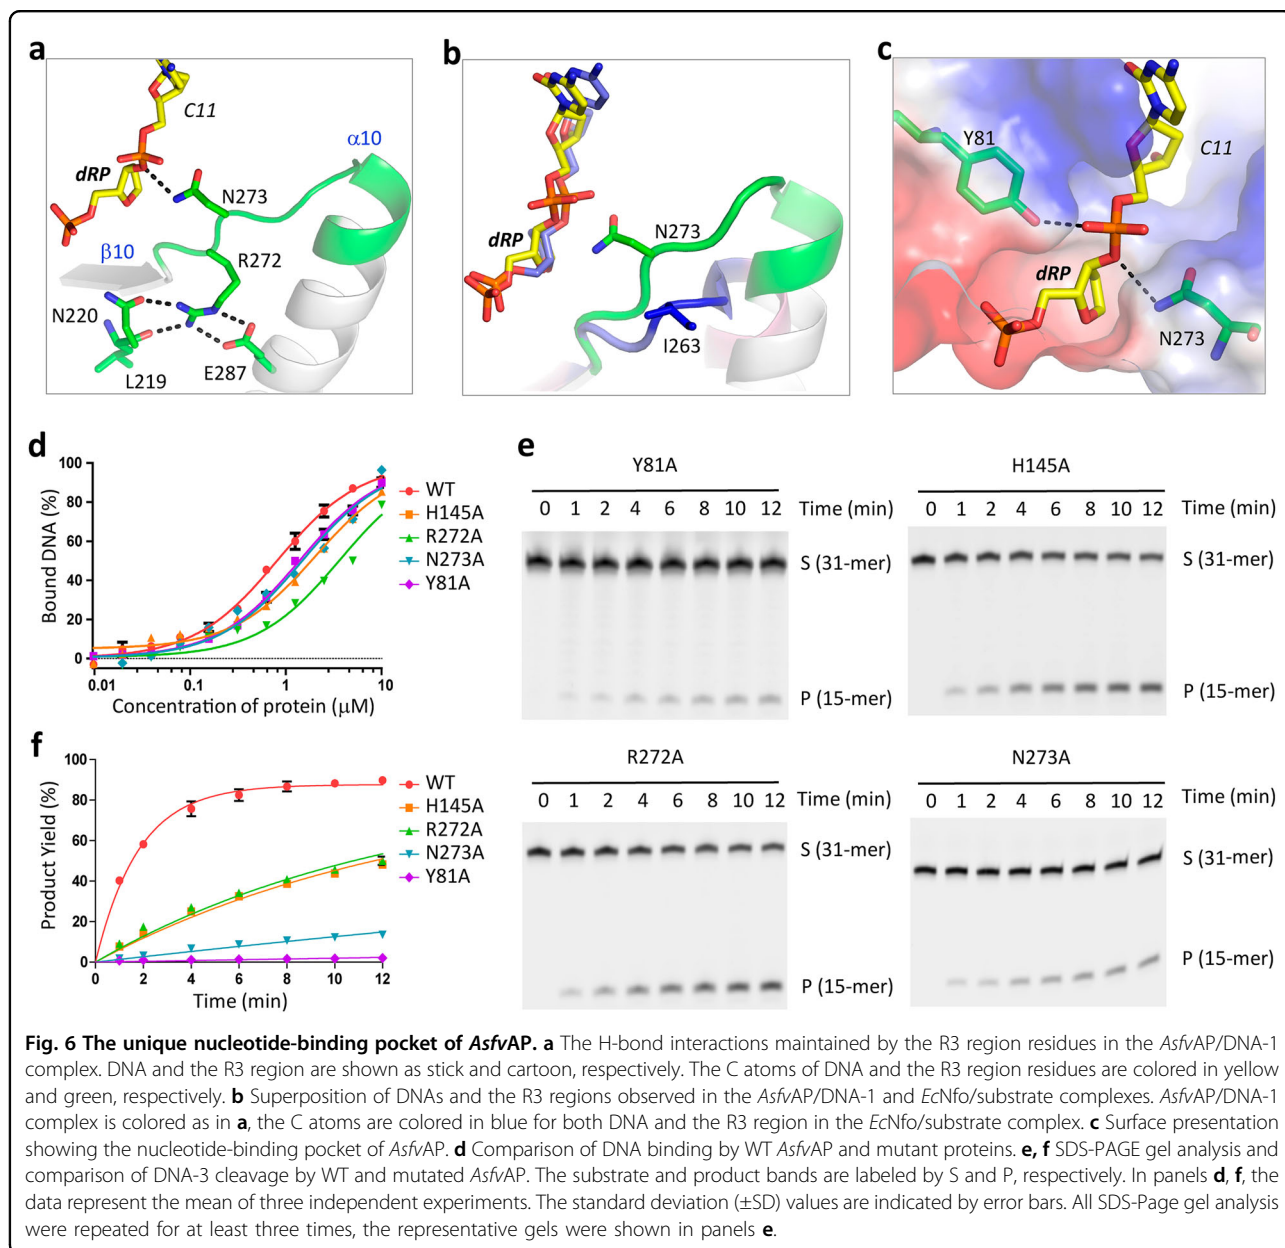 a
C11
α10
dRP
N273
β10
R272
N220
L219
E287
b
N273
dRP
I263
c
Y81
C11
dRP
N273
d
Bound DNA (%)
100
80
60
40
20
0
0.01
0.1
1
10
Concentration of protein (μM)
WT
H145A
R272A
N273A
Y81A
e
Y81A
0 1 2 4 6 8 10 12 Time (min)
S (31-mer)
P (15-mer)
H145A
0 1 2 4 6 8 10 12 Time (min)
S (31-mer)
P (15-mer)
R272A
0 1 2 4 6 8 10 12 Time (min)
S (31-mer)
P (15-mer)
N273A
0 1 2 4 6 8 10 12 Time (min)
S (31-mer)
P (15-mer)
f
Product Yield (%)
100
80
60
40
20
0
0 2 4 6 8 10 12
Time (min)
WT
H145A
R272A
N273A
Y81A
Fig. 6 The unique nucleotide-binding pocket of AsfvAP. a The H-bond interactions maintained by the R3 region residues in the AsfvAP/DNA-1
complex. DNA and the R3 region are shown as stick and cartoon, respectively. The C atoms of DNA and the R3 region residues are colored in yellow
and green, respectively. b Superposition of DNAs and the R3 regions observed in the AsfvAP/DNA-1 and EcNfo/substrate complexes. AsfvAP/DNA-1
complex is colored as in a, the C atoms are colored in blue for both DNA and the R3 region in the EcNfo/substrate complex. c Surface presentation
showing the nucleotide-binding pocket of AsfvAP. d Comparison of DNA binding by WT AsfvAP and mutant proteins. e, f SDS-PAGE gel analysis and
comparison of DNA-3 cleavage by WT and mutated AsfvAP. The substrate and product bands are labeled by S and P, respectively. In panels d, f, the
data represent the mean of three independent experiments. The standard deviation (±SD) values are indicated by error bars. All SDS-Page gel analysis
were repeated for at least three times, the representative gels were shown in panels e.